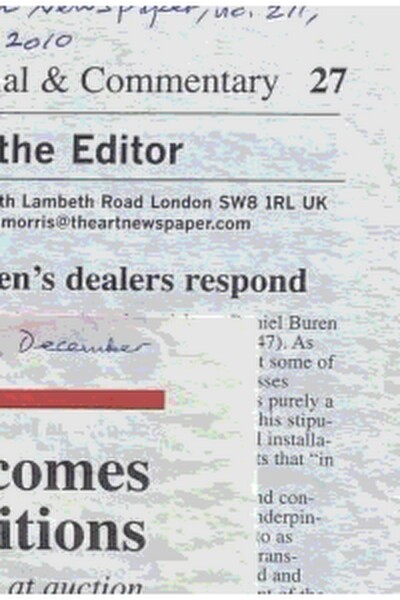 Newspaper, no. 211,
2010
al & Commentary 27
the Editor
th Lambeth Road London SW8 1RL UK
morris@theartnewspaper.com
en's dealers respond
niel Buren
December
47). As
t some of
sses
s purely a
his stipu-
l installa-
ts that “in
comes
nd con-
nderpin-
itions
o as
rans-
d and
at auction